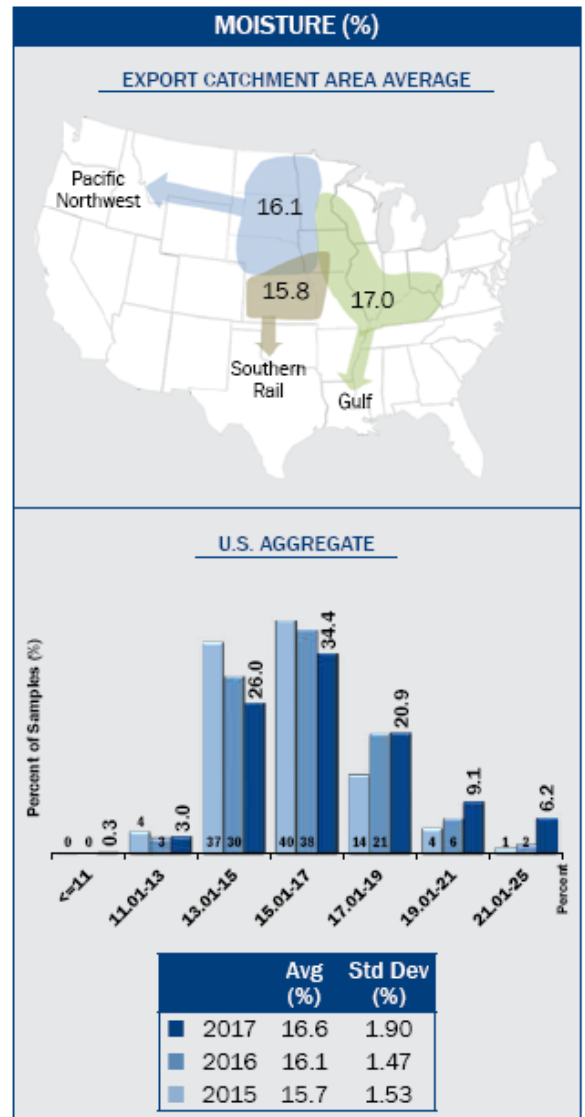 MOISTURE (%)
EXPORT CATCHMENT AREA AVERAGE
Pacific
Northwest
16.1
15.8
17.0
Southern
Rail
Gulf
U.S. AGGREGATE
Percent of Samples (%)
0 0 0.3
4 3 3.0
37 30 26.0
40 38 34.4
14 21 20.9
4 6 9.1
1 2 6.2
<=11
11.01-13
13.01-15
15.01-17
17.01-19
19.01-21
21.01-25
Percent
Avg Std Dev
(%) (%)
2017 16.6 1.90
2016 16.1 1.47
2015 15.7 1.53